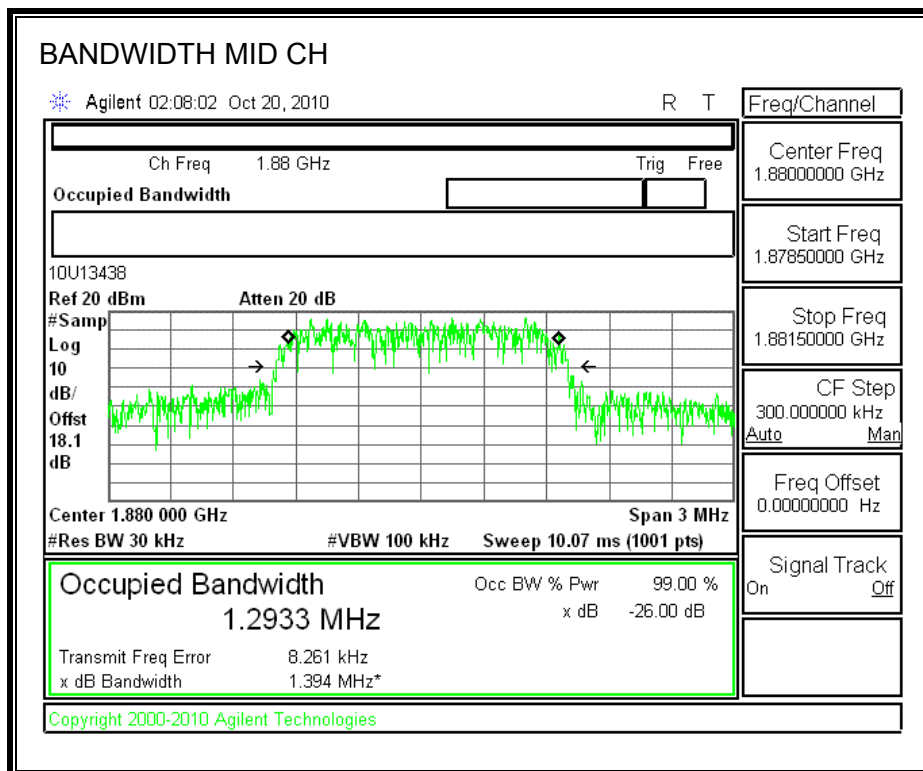 BANDWIDTH MID CH
Agilent 02:08:02 Oct 20, 2010 R T
Ch Freq 1.88 GHz Trig Free
Occupied Bandwidth
10U13438
Ref 20 dBm Atten 20 dB
#Samp
Log
10
dB/
Offst
18.1
dB
Center 1.880 000 GHz Span 3 MHz
#Res BW 30 kHz #VBW 100 kHz Sweep 10.07 ms (1001 pts)
Occupied Bandwidth Occ BW % Pwr 99.00 %
1.2933 MHz x dB -26.00 dB
Transmit Freq Error 8.261 kHz
x dB Bandwidth 1.394 MHz*
Copyright 2000-2010 Agilent Technologies
Freq/Channel
Center Freq
1.88000000 GHz
Start Freq
1.87850000 GHz
Stop Freq
1.88150000 GHz
CF Step
300.000000 kHz
Auto Man
Freq Offset
0.00000000 Hz
Signal Track
On Off